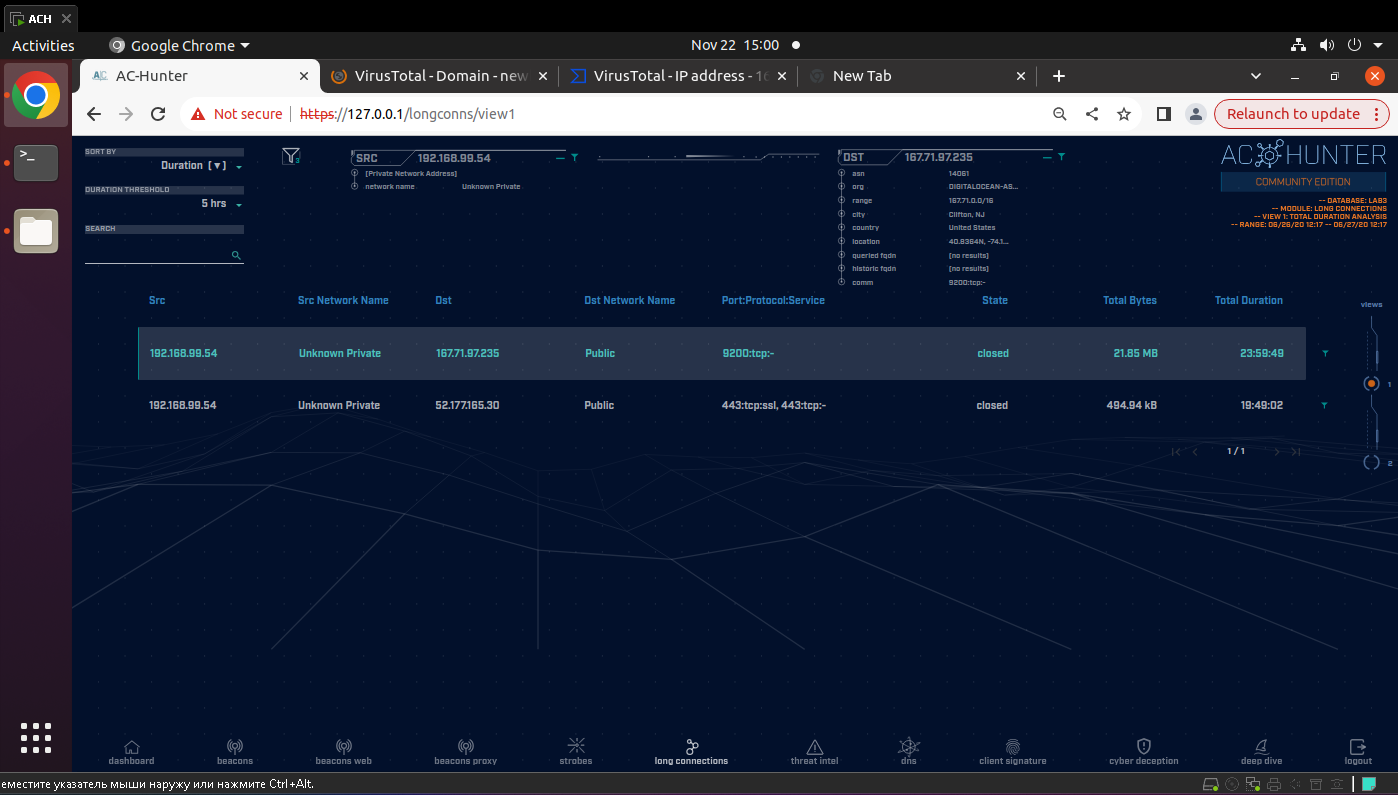 ACH
Activities Google Chrome Nov 22 15:00
AC-Hunter VirusTotal - Domain - new VirusTotal - IP address - 16 New Tab
Not secure https://127.0.0.1/longconns/view1 Relaunch to update
SORT BY
Duration [▼]
DURATION THRESHOLD
5 hrs
SEARCH
3
SRC 192.168.99.54
[Private Network Address]
network name Unknown Private
DST 167.71.97.235
asn 14061
org DIGITALOCEAN-AS...
range 167.71.0.0/16
city Clifton, NJ
country United States
location 40.8364N, -74.1...
queried fqdn [no results]
historic fqdn [no results]
comm 9200:tcp:-
AC HUNTER
COMMUNITY EDITION
-- DATABASE: LAB3
-- MODULE: LONG CONNECTIONS
-- VIEW 1: TOTAL DURATION ANALYSIS
-- RANGE: 06/26/20 12:17 -- 06/27/20 12:17
Src Src Network Name Dst Dst Network Name Port:Protocol:Service State Total Bytes Total Duration
192.168.99.54 Unknown Private 167.71.97.235 Public 9200:tcp:- closed 21.85 MB 23:59:49
192.168.99.54 Unknown Private 52.177.165.30 Public 443:tcp:ssl, 443:tcp:- closed 494.94 kB 19:49:02
1 / 1
views
1
2
dashboard beacons beacons web beacons proxy strobes long connections threat intel dns client signature cyber deception deep dive logout
еместите указатель мыши наружу или нажмите Ctrl+Alt.